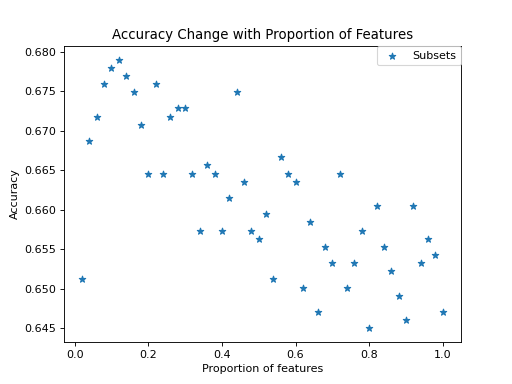 Accuracy Change with Proportion of Features
Subsets
0.680
0.675
0.670
0.665
0.660
0.655
0.650
0.645
Accuracy
0.0 0.2 0.4 0.6 0.8 1.0
Proportion of features